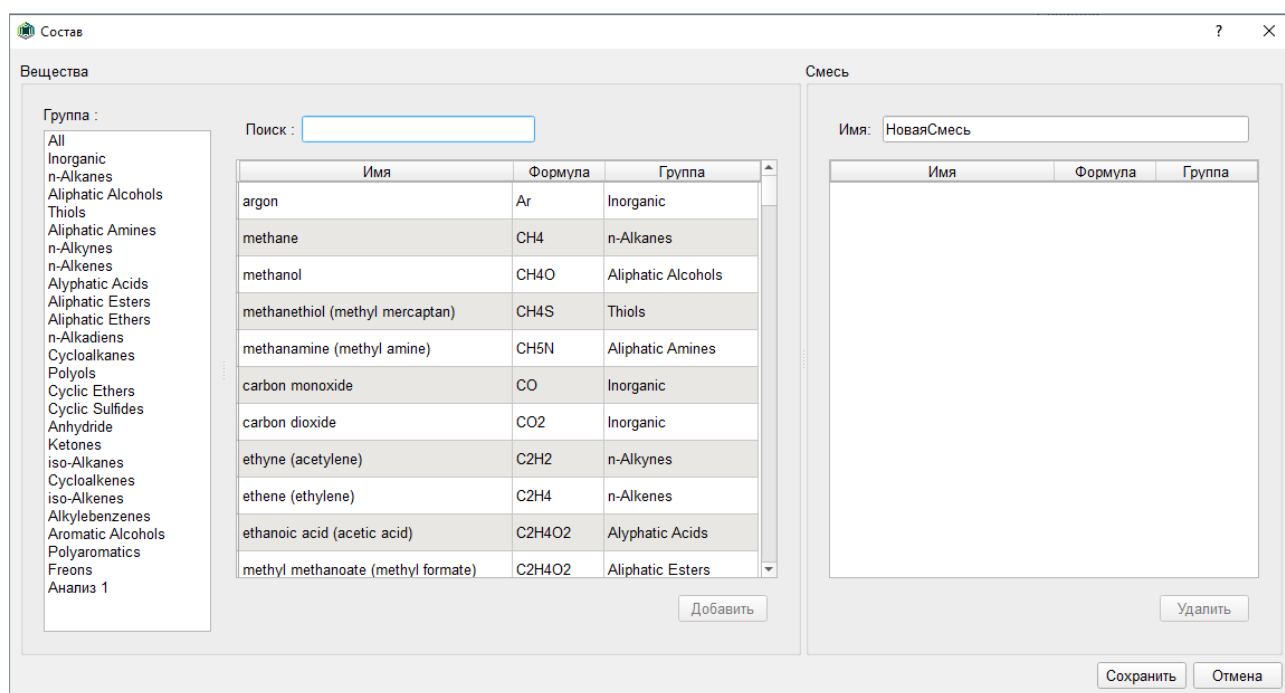 Состав
?
Вещества
Смесь
Группа :
All
Inorganic
n-Alkanes
Aliphatic Alcohols
Thiols
Aliphatic Amines
n-Alkynes
n-Alkenes
Alyphatic Acids
Aliphatic Esters
Aliphatic Ethers
n-Alkadiens
Cycloalkanes
Polyols
Cyclic Ethers
Cyclic Sulfides
Anhydride
Ketones
iso-Alkanes
Cycloalkenes
iso-Alkenes
Alkylebenzenes
Aromatic Alcohols
Polyaromatics
Freons
Анализ 1
Поиск :
Имя Формула Группа
argon Ar Inorganic
methane CH4 n-Alkanes
methanol CH4O Aliphatic Alcohols
methanethiol (methyl mercaptan) CH4S Thiols
methanamine (methyl amine) CH5N Aliphatic Amines
carbon monoxide CO Inorganic
carbon dioxide CO2 Inorganic
ethyne (acetylene) C2H2 n-Alkynes
ethene (ethylene) C2H4 n-Alkenes
ethanoic acid (acetic acid) C2H4O2 Alyphatic Acids
methyl methanoate (methyl formate) C2H4O2 Aliphatic Esters
Добавить
Имя: НоваяСмесь
Имя Формула Группа
Удалить
Сохранить Отмена